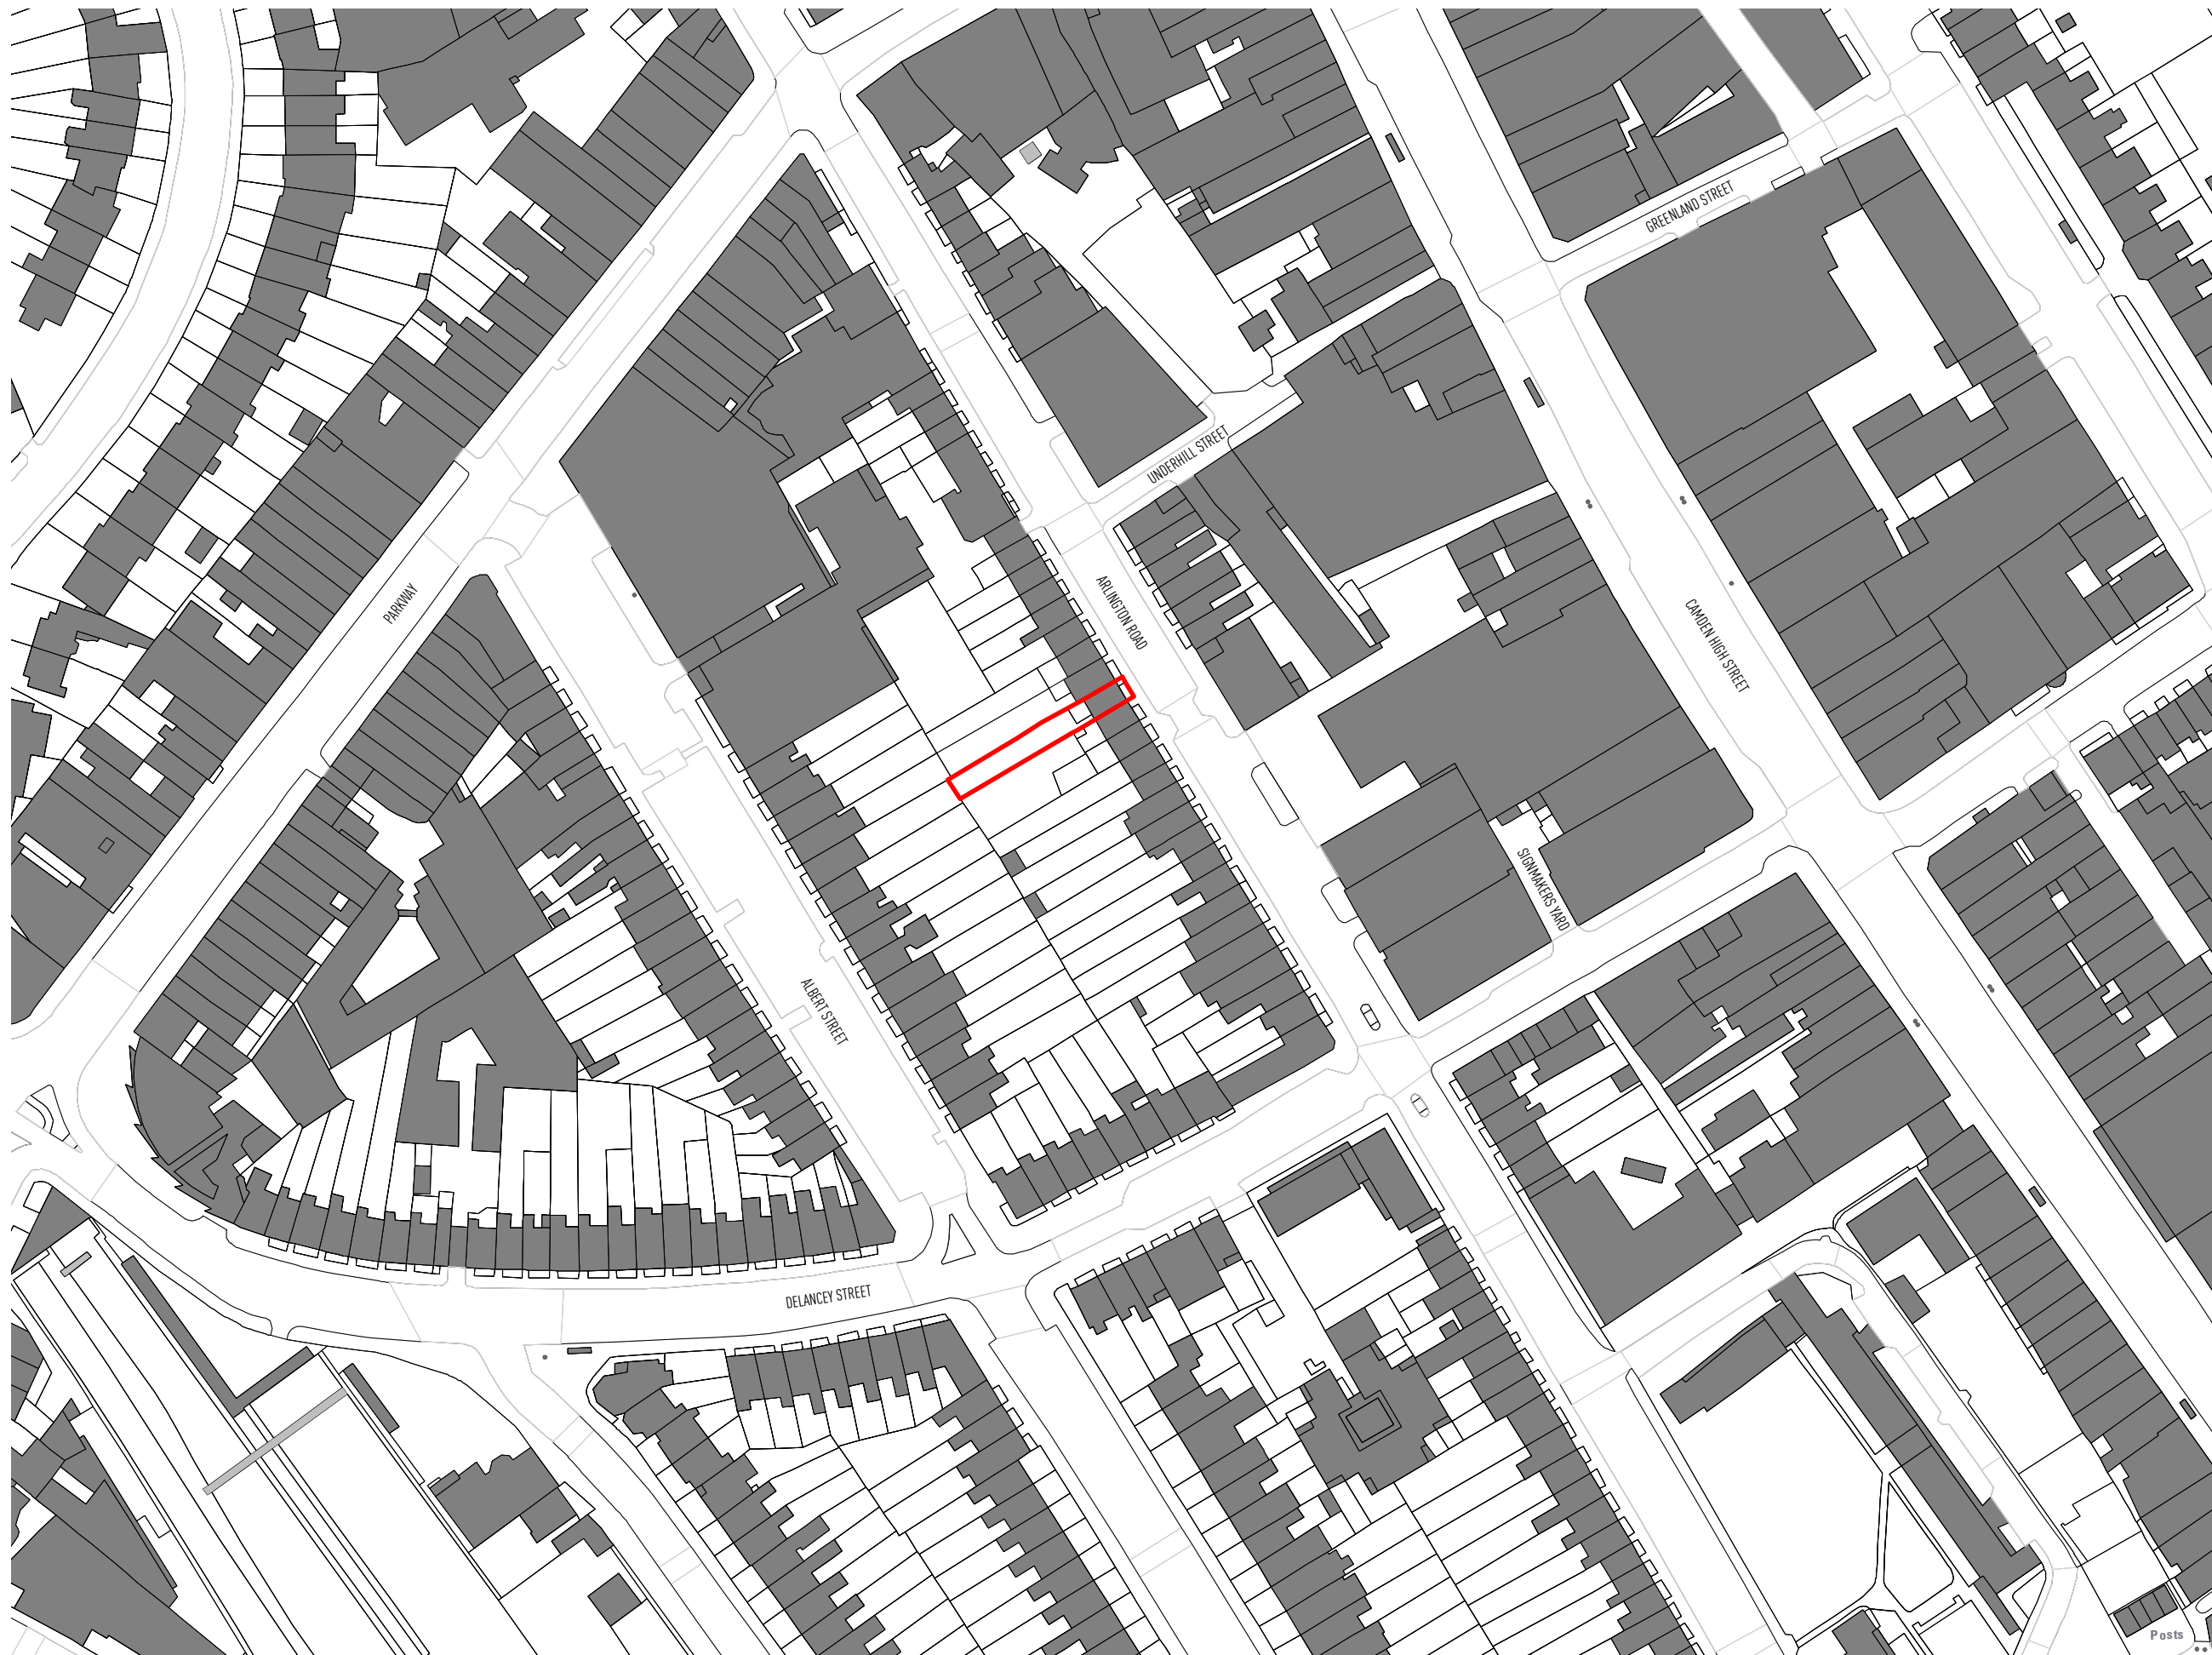 GREENLAND STREET
UNDERHILL STREET
PARKWAY
ARLINGTON ROAD
CAMDEN HIGH STREET
SIGNMAKERS YARD
ALBERT STREET
DELANCEY STREET
Posts